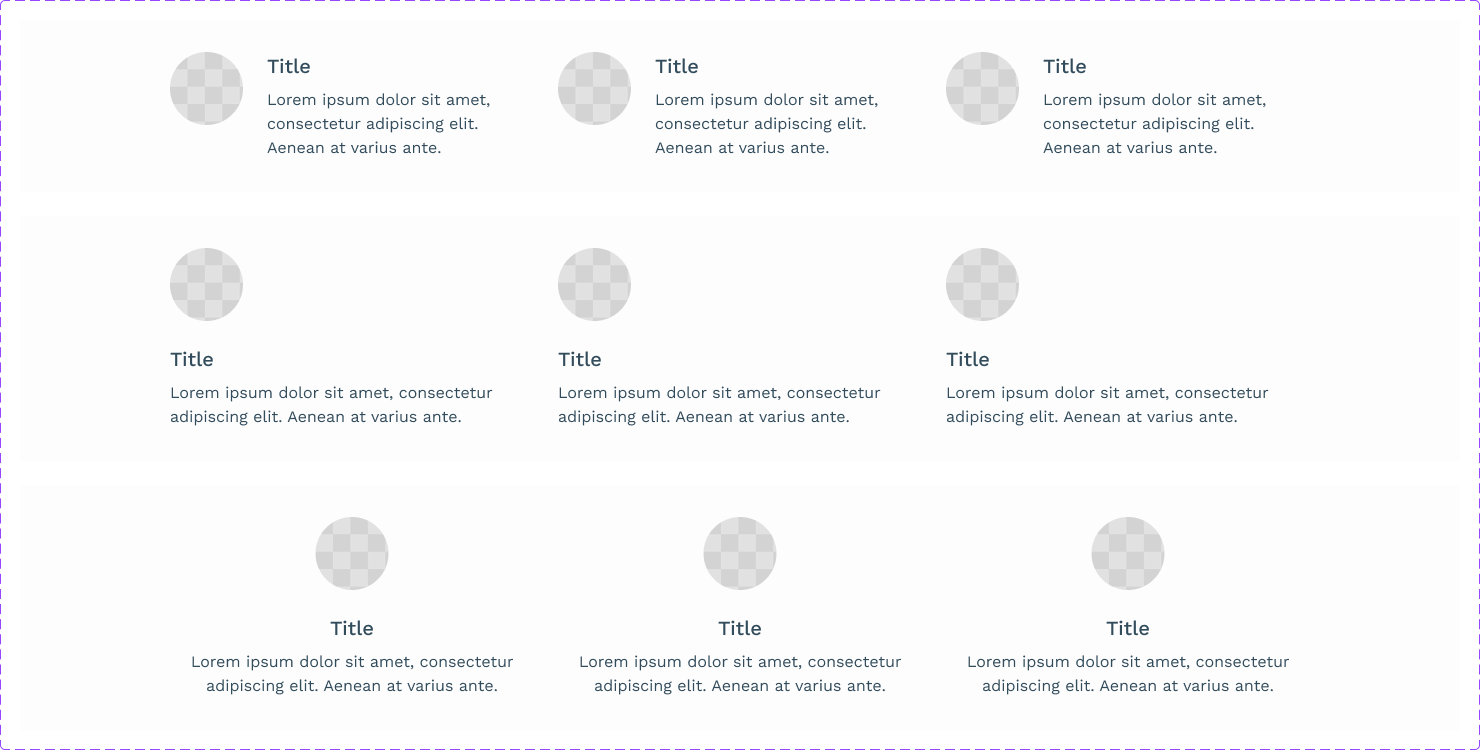 Title
Lorem ipsum dolor sit amet,
consectetur adipiscing elit.
Aenean at varius ante.
Title
Lorem ipsum dolor sit amet,
consectetur adipiscing elit.
Aenean at varius ante.
Title
Lorem ipsum dolor sit amet,
consectetur adipiscing elit.
Aenean at varius ante.
Title
Lorem ipsum dolor sit amet, consectetur
adipiscing elit. Aenean at varius ante.
Title
Lorem ipsum dolor sit amet, consectetur
adipiscing elit. Aenean at varius ante.
Title
Lorem ipsum dolor sit amet, consectetur
adipiscing elit. Aenean at varius ante.
Title
Lorem ipsum dolor sit amet, consectetur
adipiscing elit. Aenean at varius ante.
Title
Lorem ipsum dolor sit amet, consectetur
adipiscing elit. Aenean at varius ante.
Title
Lorem ipsum dolor sit amet, consectetur
adipiscing elit. Aenean at varius ante.